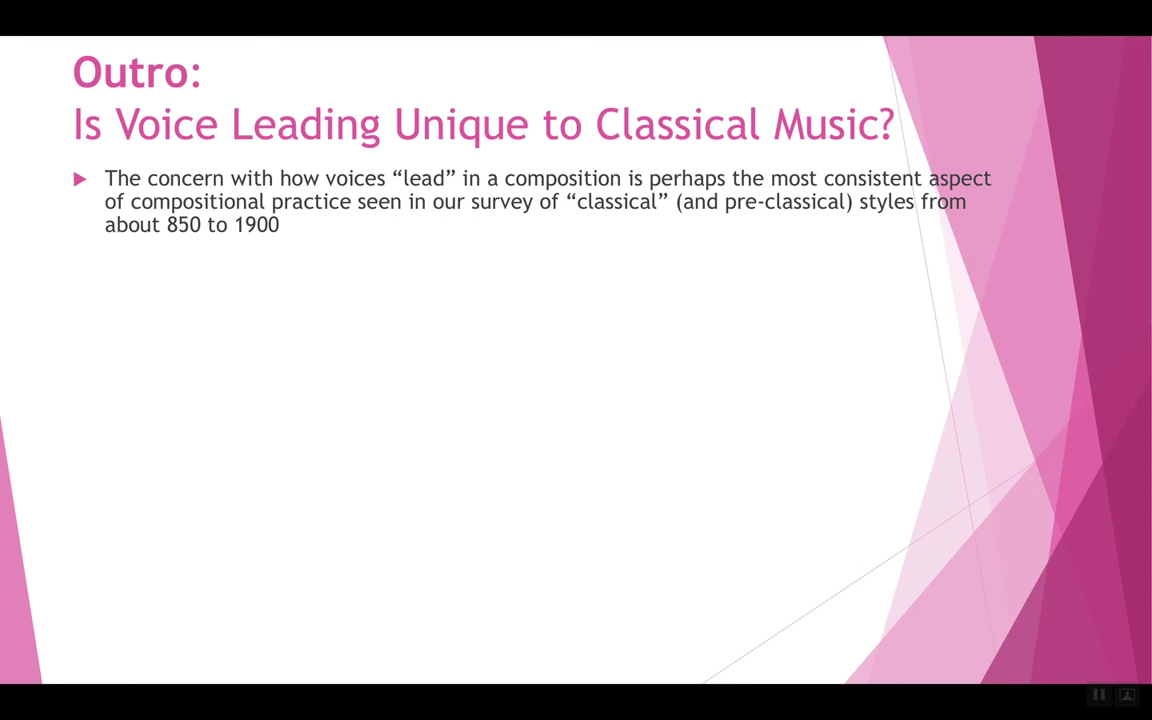 Outro:
Is Voice Leading Unique to Classical Music?
The concern with how voices “lead” in a composition is perhaps the most consistent aspect
of compositional practice seen in our survey of “classical” (and pre-classical) styles from
about 850 to 1900